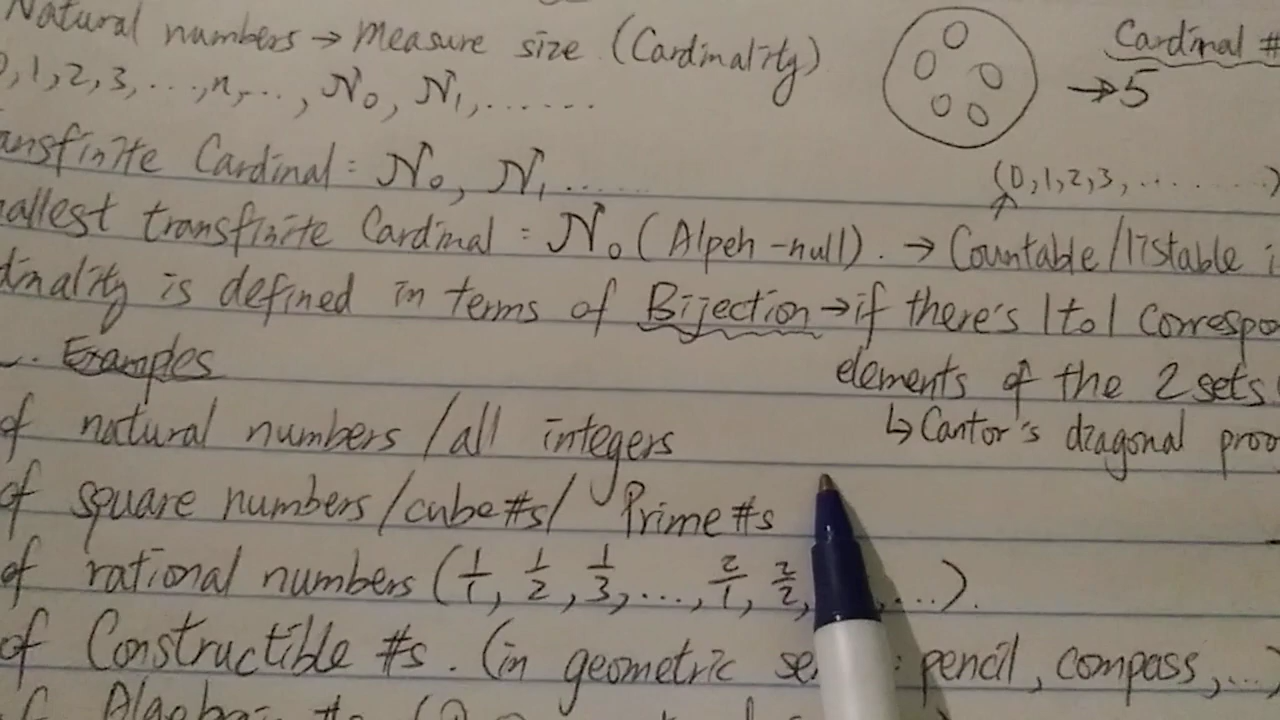 Natural numbers → measure size (Cardinality)
Cardinal #
0, 1, 2, 3, ..., n, ..., ℵ₀, ℵ₁, ......
→ 5
ansfinite Cardinal : ℵ₀, ℵ₁ ......
(0, 1, 2, 3, ........)
allest transfinite Cardinal : ℵ₀ (Alpeh-null). → Countable/listable i
dinality is defined in terms of Bijection → if there's 1 to 1 correspo
elements of the 2 sets
Examples
↳ Cantor's diagonal proo
of natural numbers / all integers
of square numbers / cube #s / Prime #s
of rational numbers (1/1, 1/2, 1/3, ..., 2/1, 2/2, , ...).
of Constructible #s. (in geometric se : pencil, compass, ...)